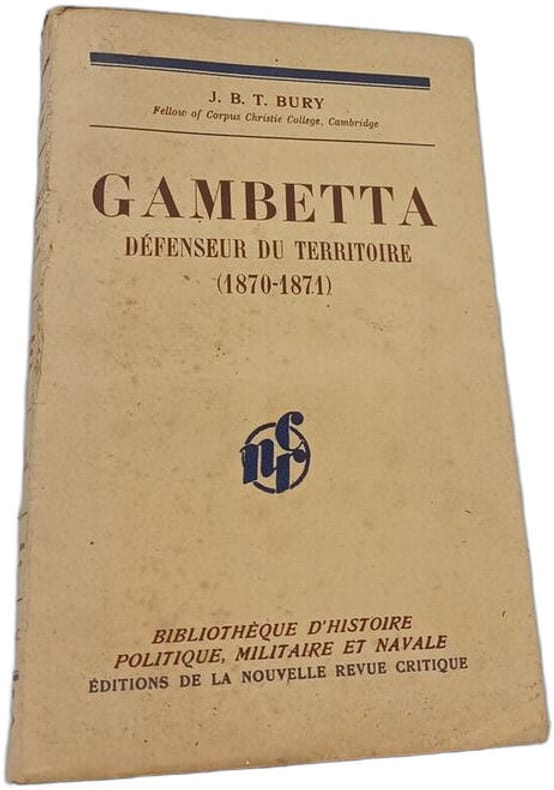 J. B. T. BURY
Fellow of Corpus Christie College, Cambridge
GAMBETTA
DÉFENSEUR DU TERRITOIRE
(1870-1871)
ncr
BIBLIOTHÈQUE D'HISTOIRE
POLITIQUE, MILITAIRE ET NAVALE
ÉDITIONS DE LA NOUVELLE REVUE CRITIQUE